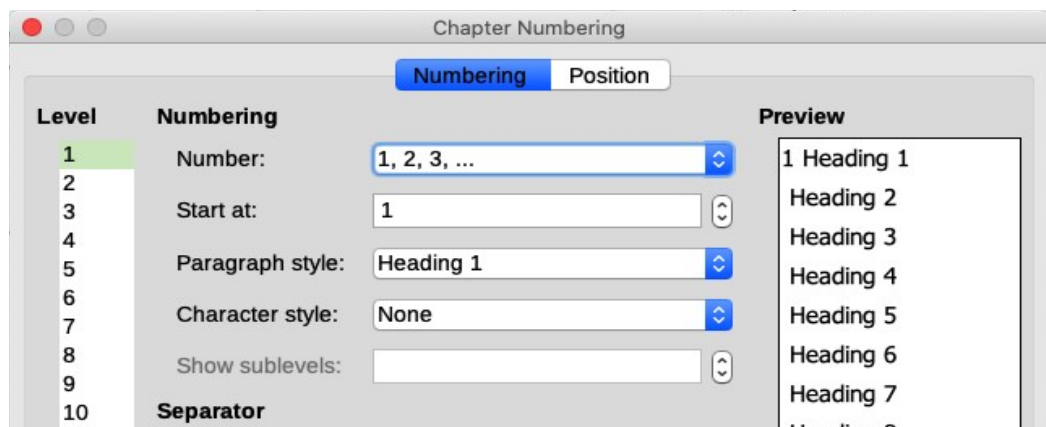 Chapter Numbering
Numbering Position
Level
1
2
3
4
5
6
7
8
9
10
Numbering
Number: 1, 2, 3, ...
Start at: 1
Paragraph style: Heading 1
Character style: None
Show sublevels:
Separator
Preview
1 Heading 1
Heading 2
Heading 3
Heading 4
Heading 5
Heading 6
Heading 7